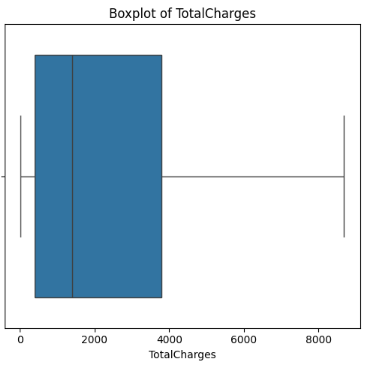 Boxplot of TotalCharges
0 2000 4000 6000 8000
TotalCharges